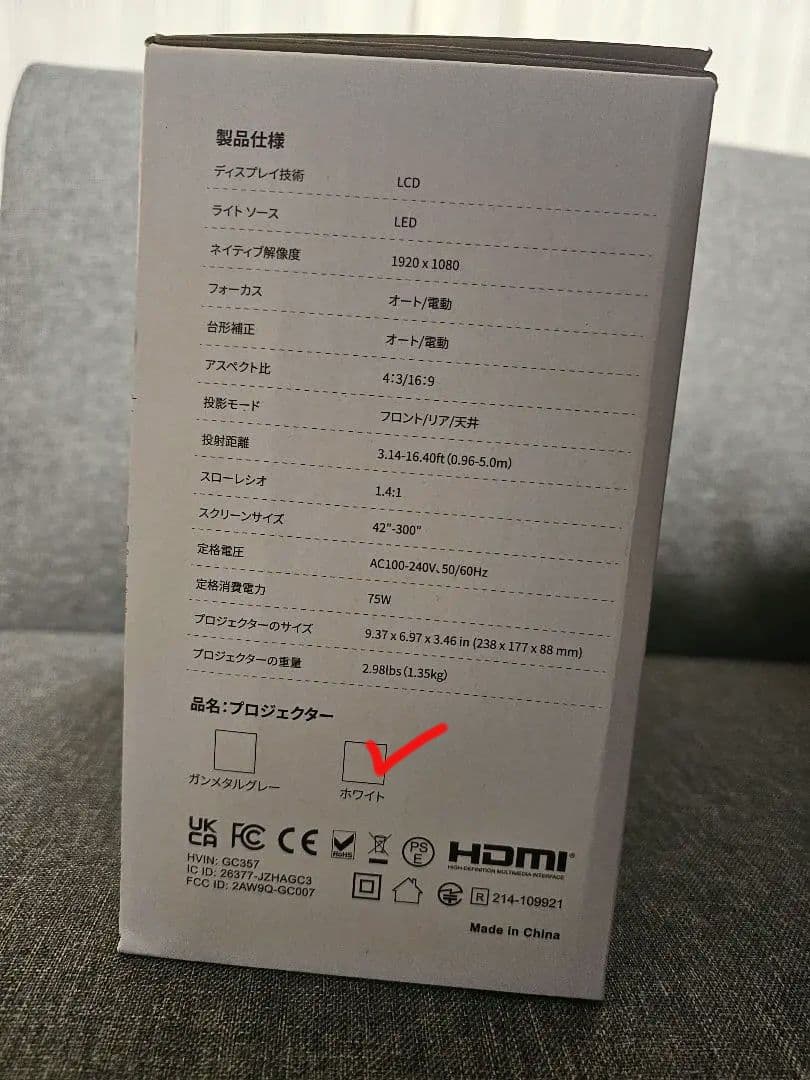 製品仕様
ディスプレイ技術 LCD
ライト ソース LED
ネイティブ解像度 1920 x 1080
フォーカス オート/電動
台形補正 オート/電動
アスペクト比 4:3/16:9
投影モード フロント/リア/天井
投射距離 3.14-16.40ft (0.96-5.0m)
スローレシオ 1.4:1
スクリーンサイズ 42"-300"
定格電圧 AC100-240V、50/60Hz
定格消費電力 75W
プロジェクターのサイズ 9.37 x 6.97 x 3.46 in (238 x 177 x 88 mm)
プロジェクターの重量 2.98lbs (1.35kg)
品名：プロジェクター
ガンメタルグレー ホワイト
UK CA FC CE RoHS PS E HDMI®
HIGH-DEFINITION MULTIMEDIA INTERFACE
HVIN: GC357
IC ID: 26377-JZHAGC3
FCC ID: 2AW9Q-GC007
R 214-109921
Made in China